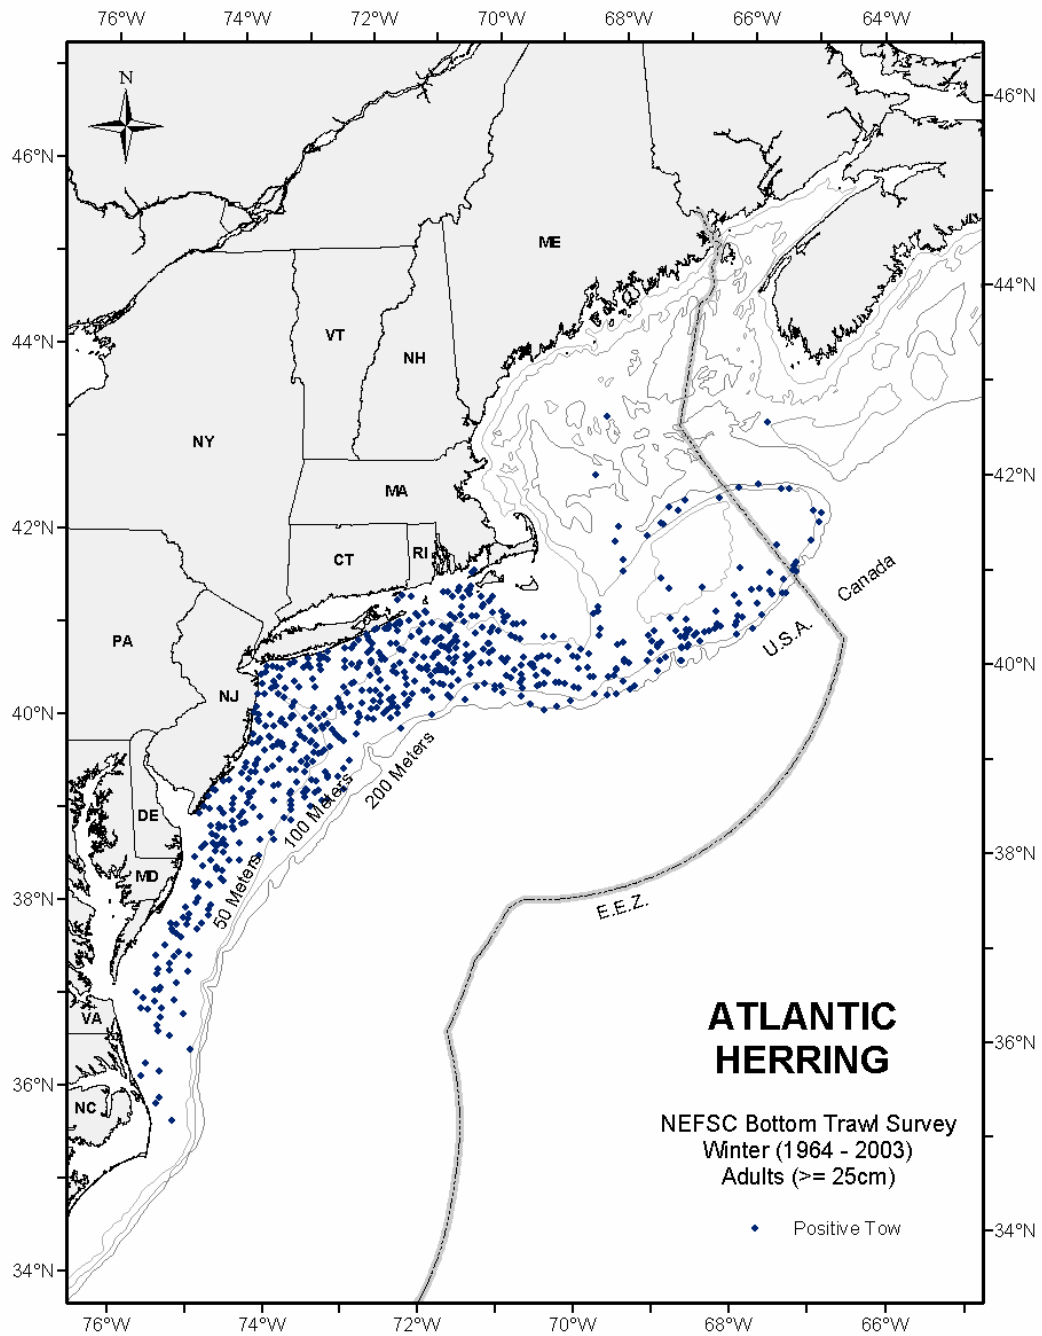 76°W 74°W 72°W 70°W 68°W 66°W 64°W
N
46°N
46°N
ME
44°N
VT
44°N
NH
NY
42°N
MA
42°N
CT
RI
Canada
PA
U.S.A.
40°N
NJ
40°N
200 Meters
100 Meters
DE
38°N
MD
50 Meters
38°N
E.E.Z.
ATLANTIC
HERRING
VA
36°N
36°N
NC
NEFSC Bottom Trawl Survey
Winter (1964 - 2003)
Adults (>= 25cm)
Positive Tow
34°N
34°N
76°W 74°W 72°W 70°W 68°W 66°W